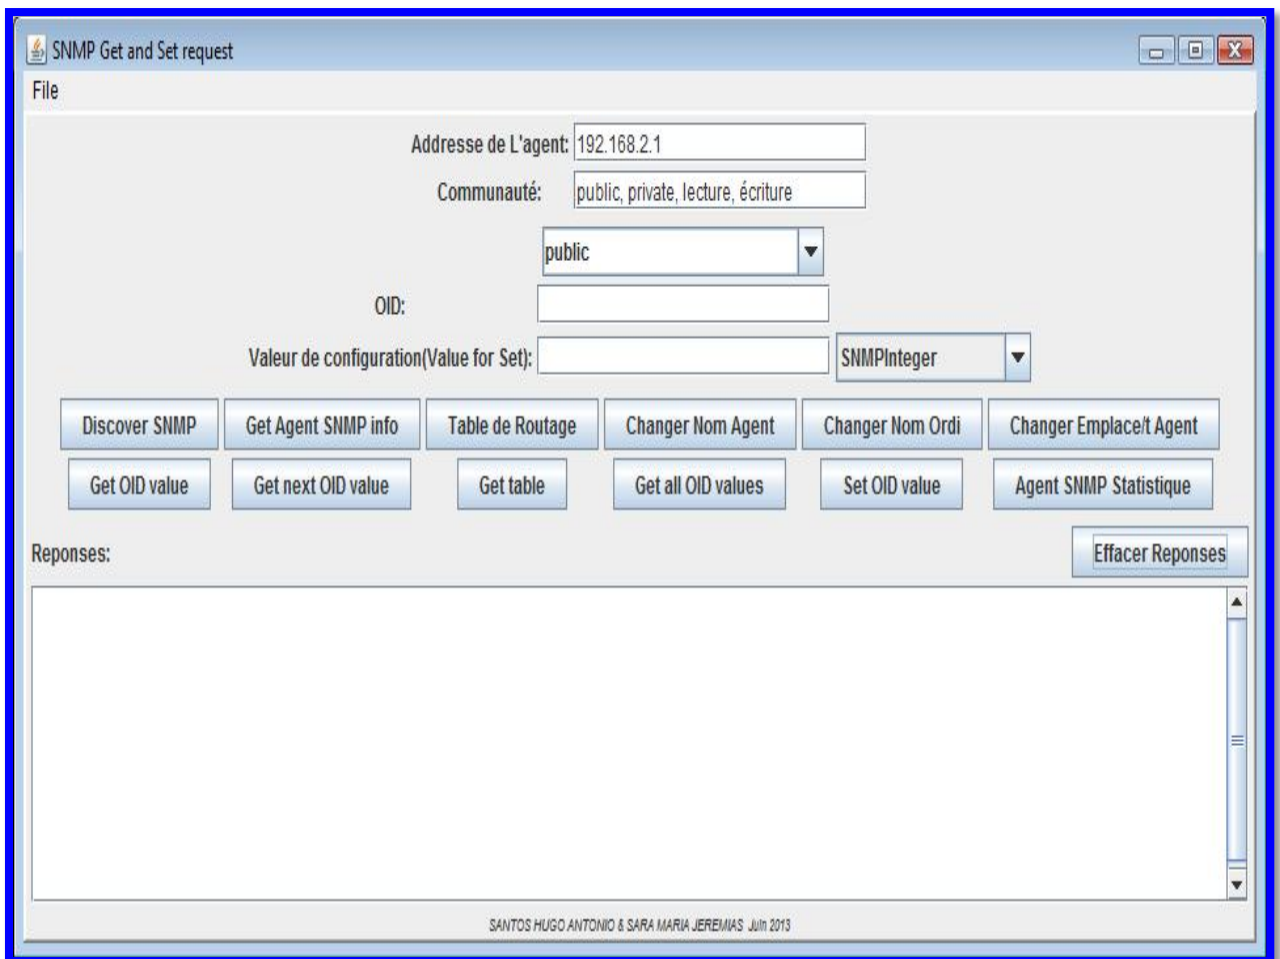 SNMP Get and Set request
File
Addresse de L'agent: 192.168.2.1
Communauté: public, private, lecture, écriture
public
OID:
Valeur de configuration(Value for Set): SNMPInteger
Discover SNMP Get Agent SNMP info Table de Routage Changer Nom Agent Changer Nom Ordi Changer Emplace/t Agent
Get OID value Get next OID value Get table Get all OID values Set OID value Agent SNMP Statistique
Reponses: Effacer Reponses
SANTOS HUGO ANTONIO & SARA MARIA JEREMIAS Juin 2013